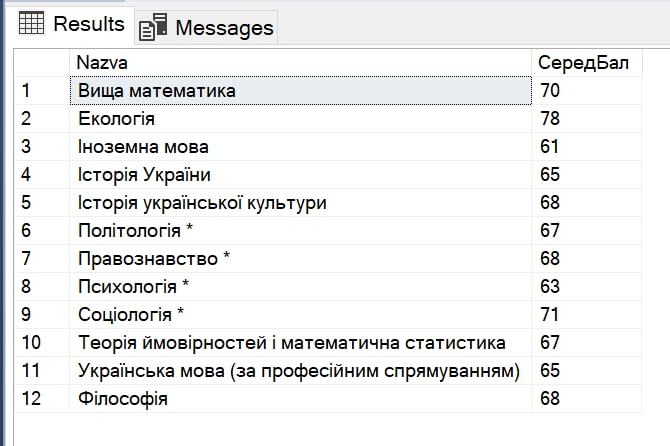 Results Messages
Nazva СередБал
1 Вища математика 70
2 Екологія 78
3 Іноземна мова 61
4 Історія України 65
5 Історія української культури 68
6 Політологія * 67
7 Правознавство * 68
8 Психологія * 63
9 Соціологія * 71
10 Теорія ймовірностей і математична статистика 67
11 Українська мова (за професійним спрямуванням) 65
12 Філософія 68